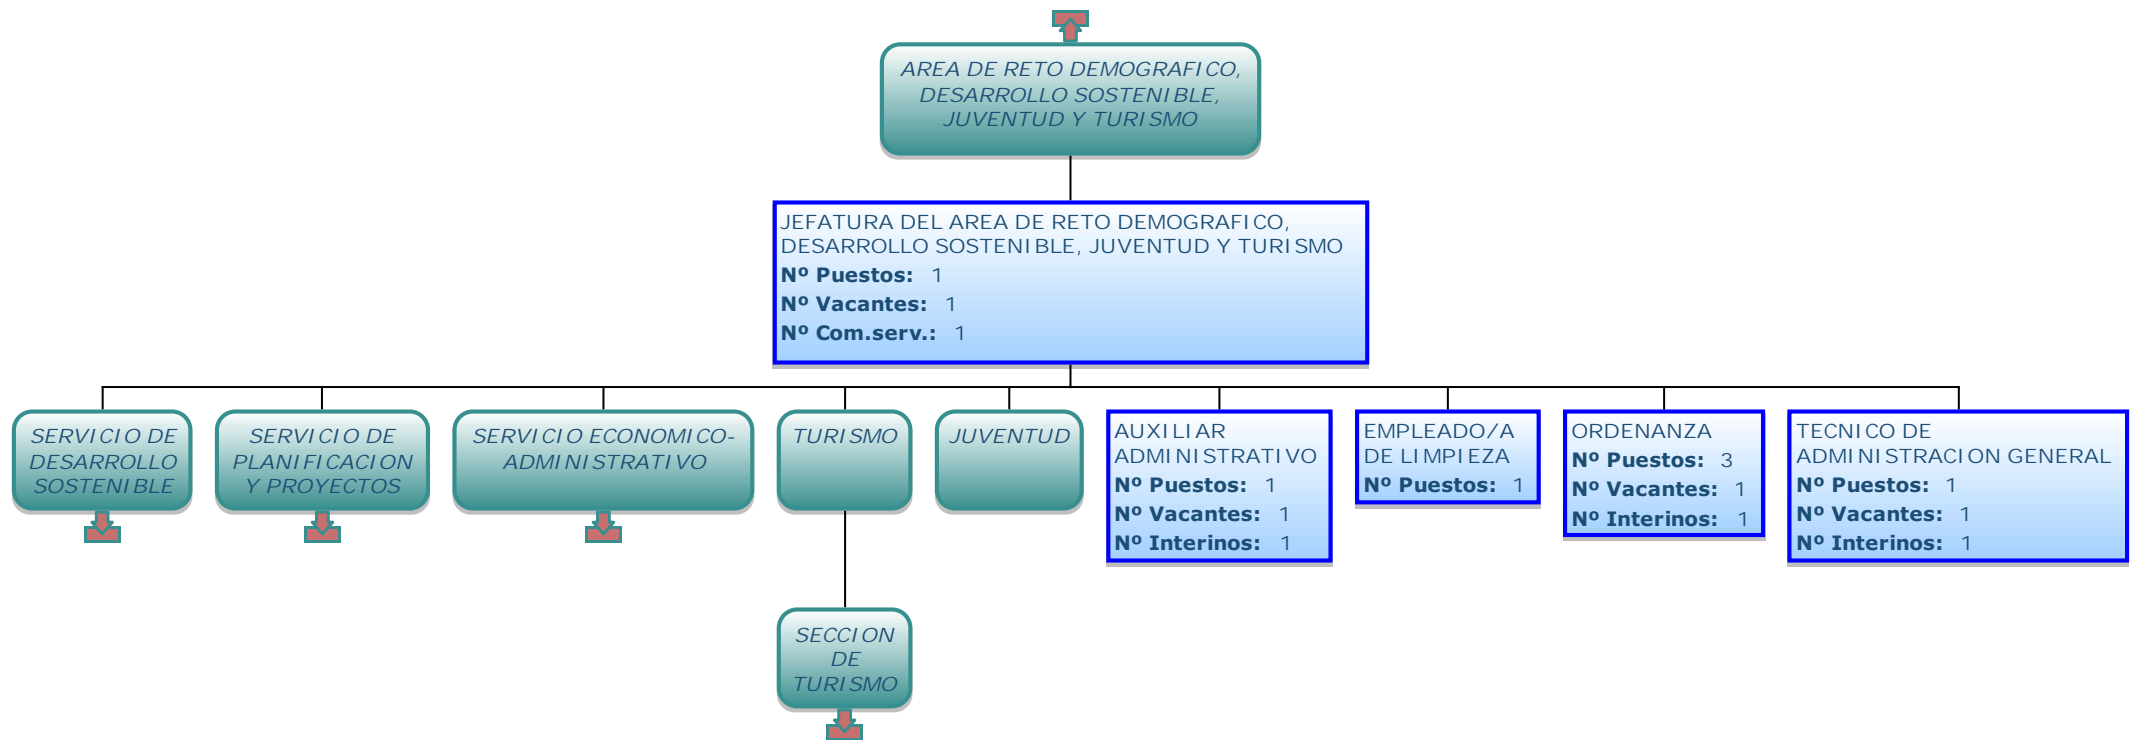 AREA DE RETO DEMOGRAFICO,
DESARROLLO SOSTENIBLE,
JUVENTUD Y TURISMO
JEFATURA DEL AREA DE RETO DEMOGRAFICO,
DESARROLLO SOSTENIBLE, JUVENTUD Y TURISMO
Nº Puestos: 1
Nº Vacantes: 1
Nº Com.serv.: 1
SERVICIO DE
DESARROLLO
SOSTENIBLE
SERVICIO DE
PLANIFICACION
Y PROYECTOS
SERVICIO ECONOMICO-
ADMINISTRATIVO
TURISMO
JUVENTUD
AUXILIAR
ADMINISTRATIVO
Nº Puestos: 1
Nº Vacantes: 1
Nº Interinos: 1
EMPLEADO/A
DE LIMPIEZA
Nº Puestos: 1
ORDENANZA
Nº Puestos: 3
Nº Vacantes: 1
Nº Interinos: 1
TECNICO DE
ADMINISTRACION GENERAL
Nº Puestos: 1
Nº Vacantes: 1
Nº Interinos: 1
SECCION
DE
TURISMO